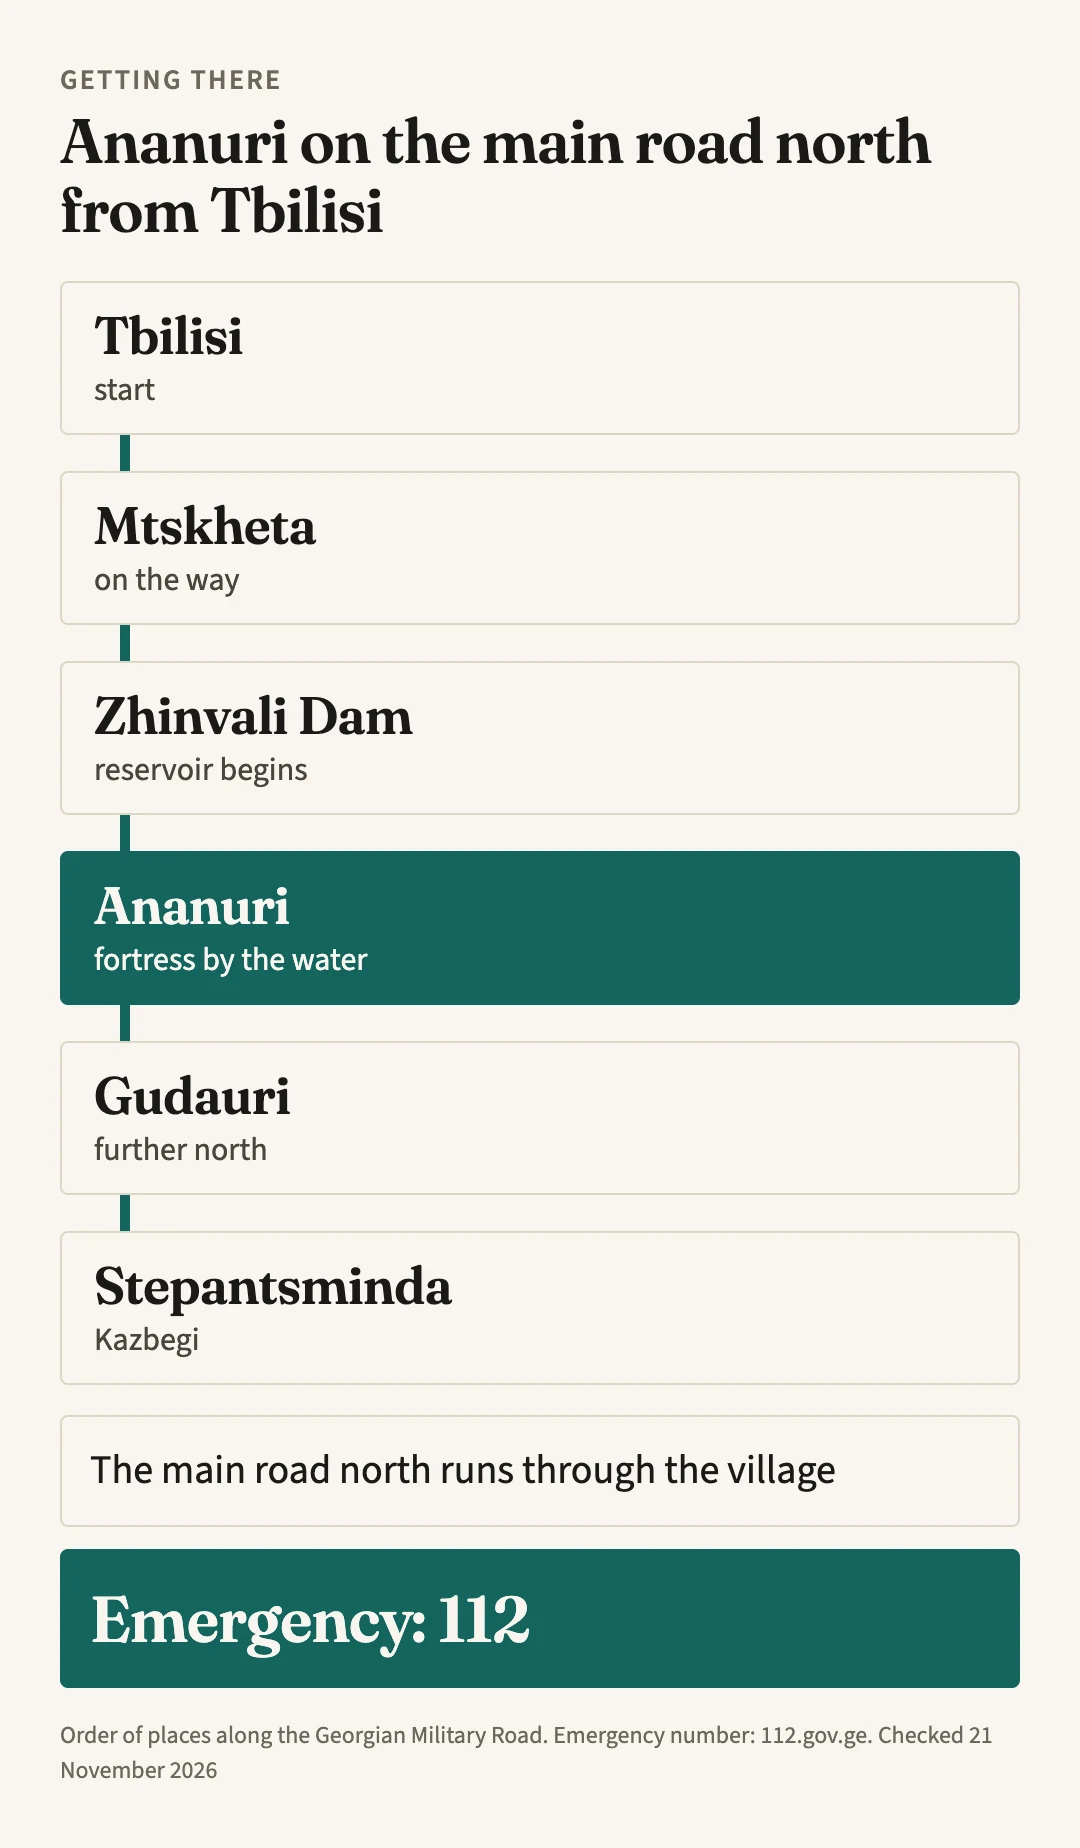 GETTING THERE
Ananuri on the main road north
from Tbilisi
Tbilisi
start
Mtskheta
on the way
Zhinvali Dam
reservoir begins
Ananuri
fortress by the water
Gudauri
further north
Stepantsminda
Kazbegi
The main road north runs through the village
Emergency: 112
Order of places along the Georgian Military Road. Emergency number: 112.gov.ge. Checked 21
November 2026